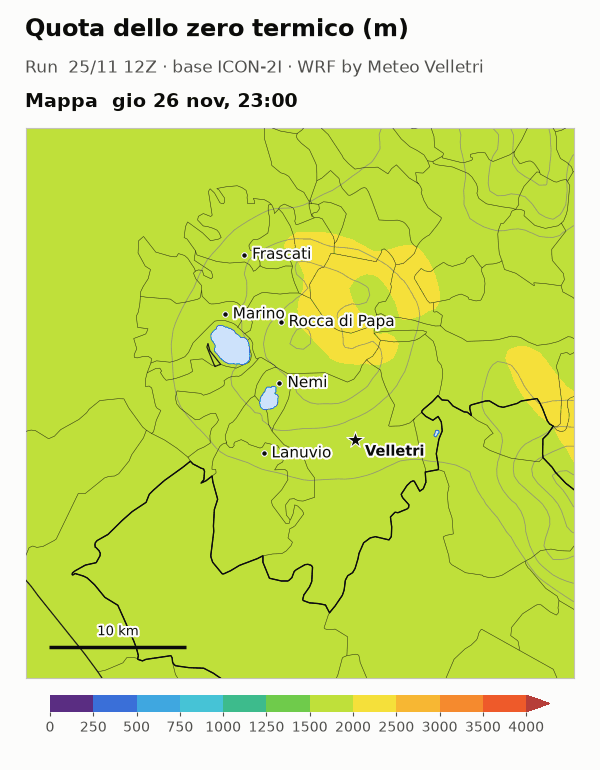 Quota dello zero termico (m)
Run  25/11 12Z · base ICON-2I · WRF by Meteo Velletri
Mappa  gio 26 nov, 23:00
Frascati
Marino
Rocca di Papa
Nemi
Velletri
Lanuvio
10 km
0 250 500 750 1000 1250 1500 2000 2500 3000 3500 4000